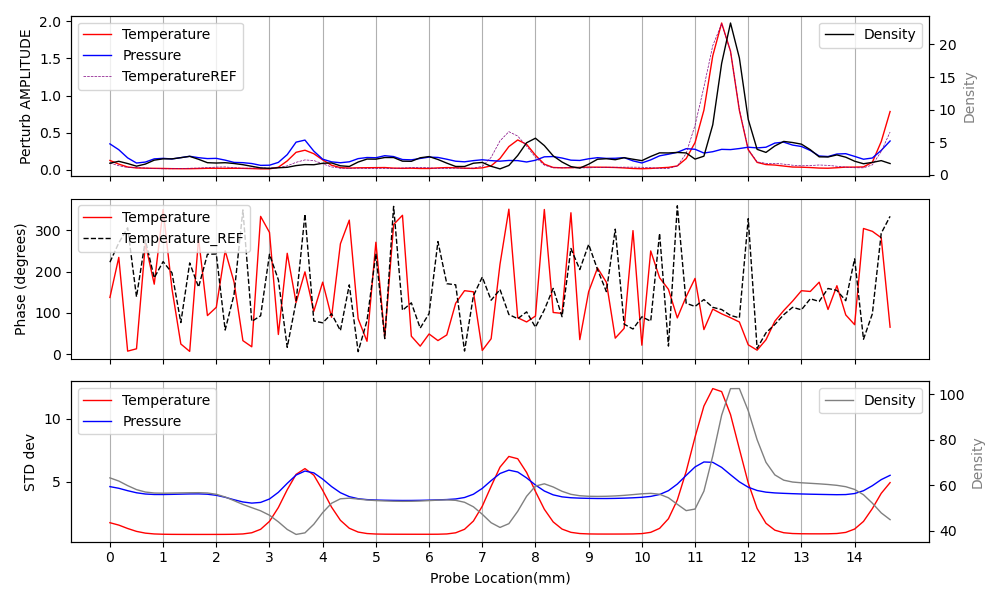 Perturb AMPLITUDE
2.0
1.5
1.0
0.5
0.0
Temperature
Pressure
TemperatureREF
Density
20
15
10
5
0
Density
Phase (degrees)
300
200
100
0
Temperature
Temperature_REF
STD dev
10
5
Temperature
Pressure
Density
100
80
60
40
Density
0 1 2 3 4 5 6 7 8 9 10 11 12 13 14
Probe Location(mm)